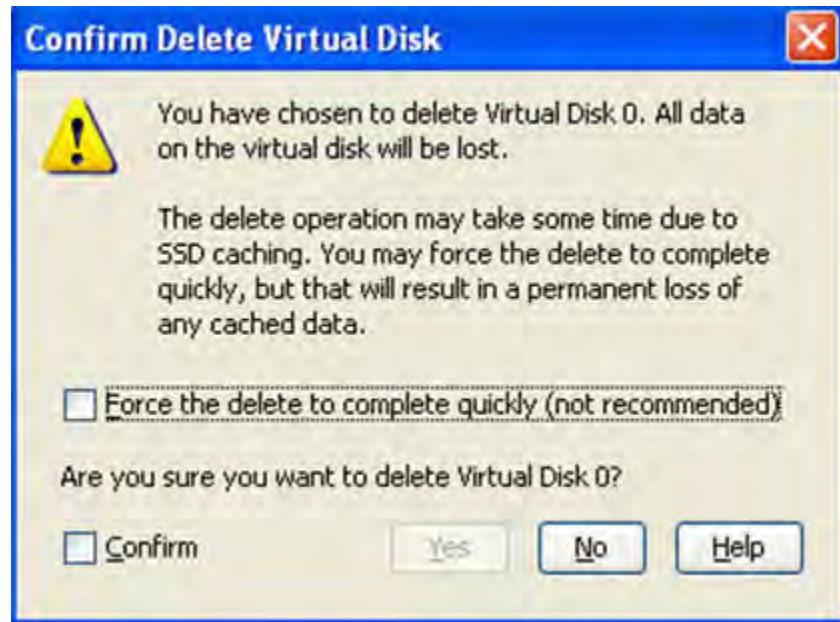 Confirm Delete Virtual Disk
You have chosen to delete Virtual Disk 0. All data
on the virtual disk will be lost.
The delete operation may take some time due to
SSD caching. You may force the delete to complete
quickly, but that will result in a permanent loss of
any cached data.
Force the delete to complete quickly (not recommended)
Are you sure you want to delete Virtual Disk 0?
Confirm Yes No Help